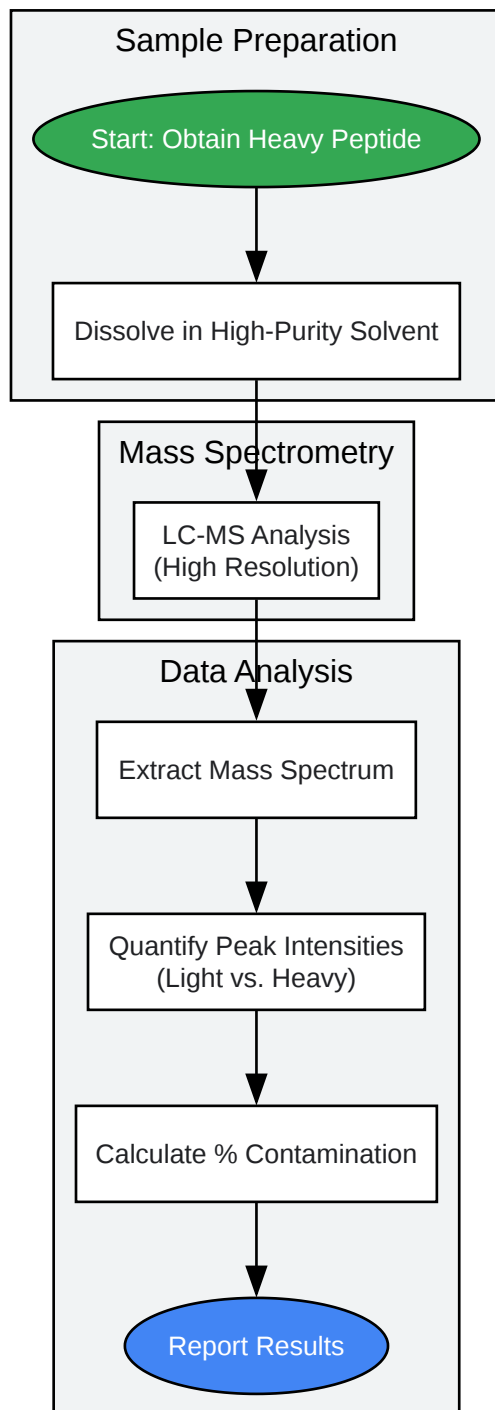 Sample Preparation
Start: Obtain Heavy Peptide
Dissolve in High-Purity Solvent
Mass Spectrometry
LC-MS Analysis
(High Resolution)
Data Analysis
Extract Mass Spectrum
Quantify Peak Intensities
(Light vs. Heavy)
Calculate % Contamination
Report Results